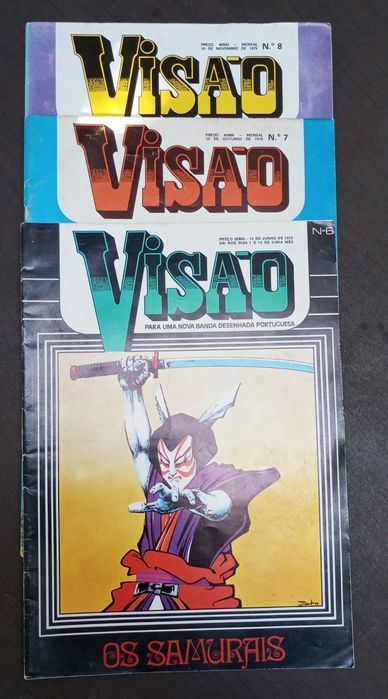 VISÃO
PREÇO 40$00 — MENSAL
10 DE NOVEMBRO DE 1975
N.º 8
VISÃO
PREÇO 40$00 — MENSAL
10 DE OUTUBRO DE 1975
N.º 7
N.º 6
VISÃO
PREÇO 20$00 - 15 DE JUNHO DE 1975
SAI NOS DIAS 1 E 15 DE CADA MÊS
PARA UMA NOVA BANDA DESENHADA PORTUGUESA
OS SAMURAIS